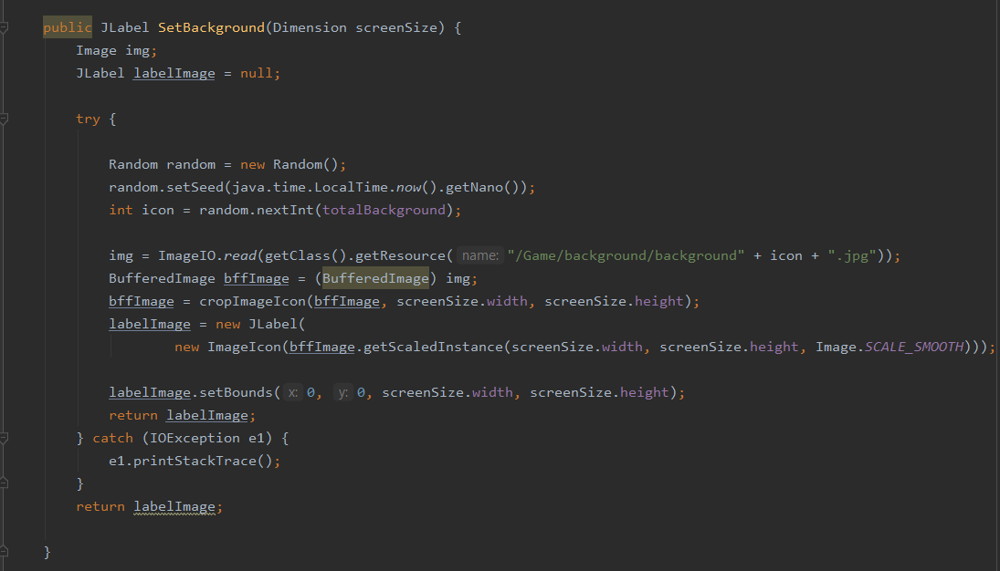 public JLabel SetBackground(Dimension screenSize) {
    Image img;
    JLabel labelImage = null;

    try {

        Random random = new Random();
        random.setSeed(java.time.LocalTime.now().getNano());
        int icon = random.nextInt(totalBackground);

        img = ImageIO.read(getClass().getResource( name: "/Game/background/background" + icon + ".jpg"));
        BufferedImage bffImage = (BufferedImage) img;
        bffImage = cropImageIcon(bffImage, screenSize.width, screenSize.height);
        labelImage = new JLabel(
                new ImageIcon(bffImage.getScaledInstance(screenSize.width, screenSize.height, Image.SCALE_SMOOTH)));

        labelImage.setBounds( x: 0, y: 0, screenSize.width, screenSize.height);
        return labelImage;
    } catch (IOException e1) {
        e1.printStackTrace();
    }
    return labelImage;

}